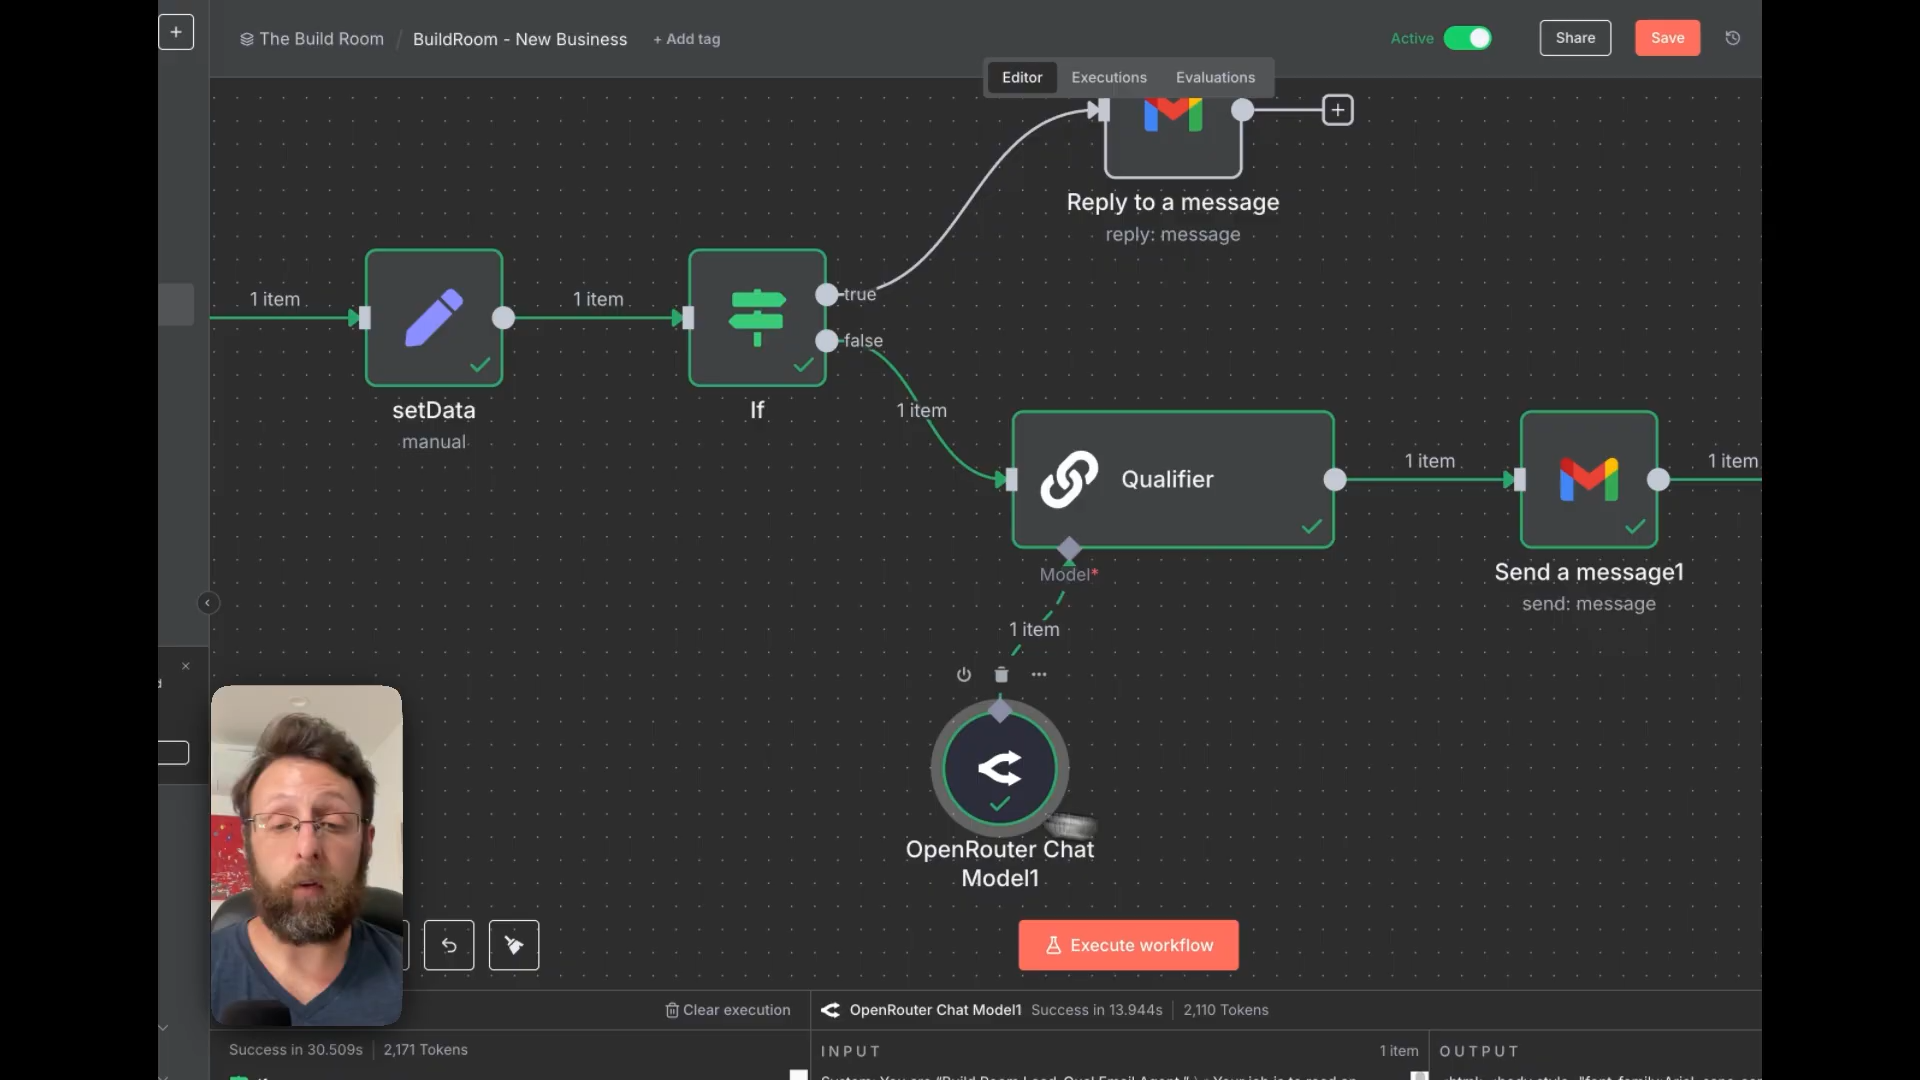 The Build Room / BuildRoom - New Business + Add tag
Active
Share
Save
Editor Executions Evaluations
Reply to a message
reply: message
1 item
1 item
true
false
setData
manual
If
1 item
Qualifier
1 item
1 item
Model*
Send a message1
send: message
1 item
OpenRouter Chat
Model1
Execute workflow
Clear execution
OpenRouter Chat Model1 Success in 13.944s 2,110 Tokens
Success in 30.509s 2,171 Tokens
INPUT
1 item
OUTPUT